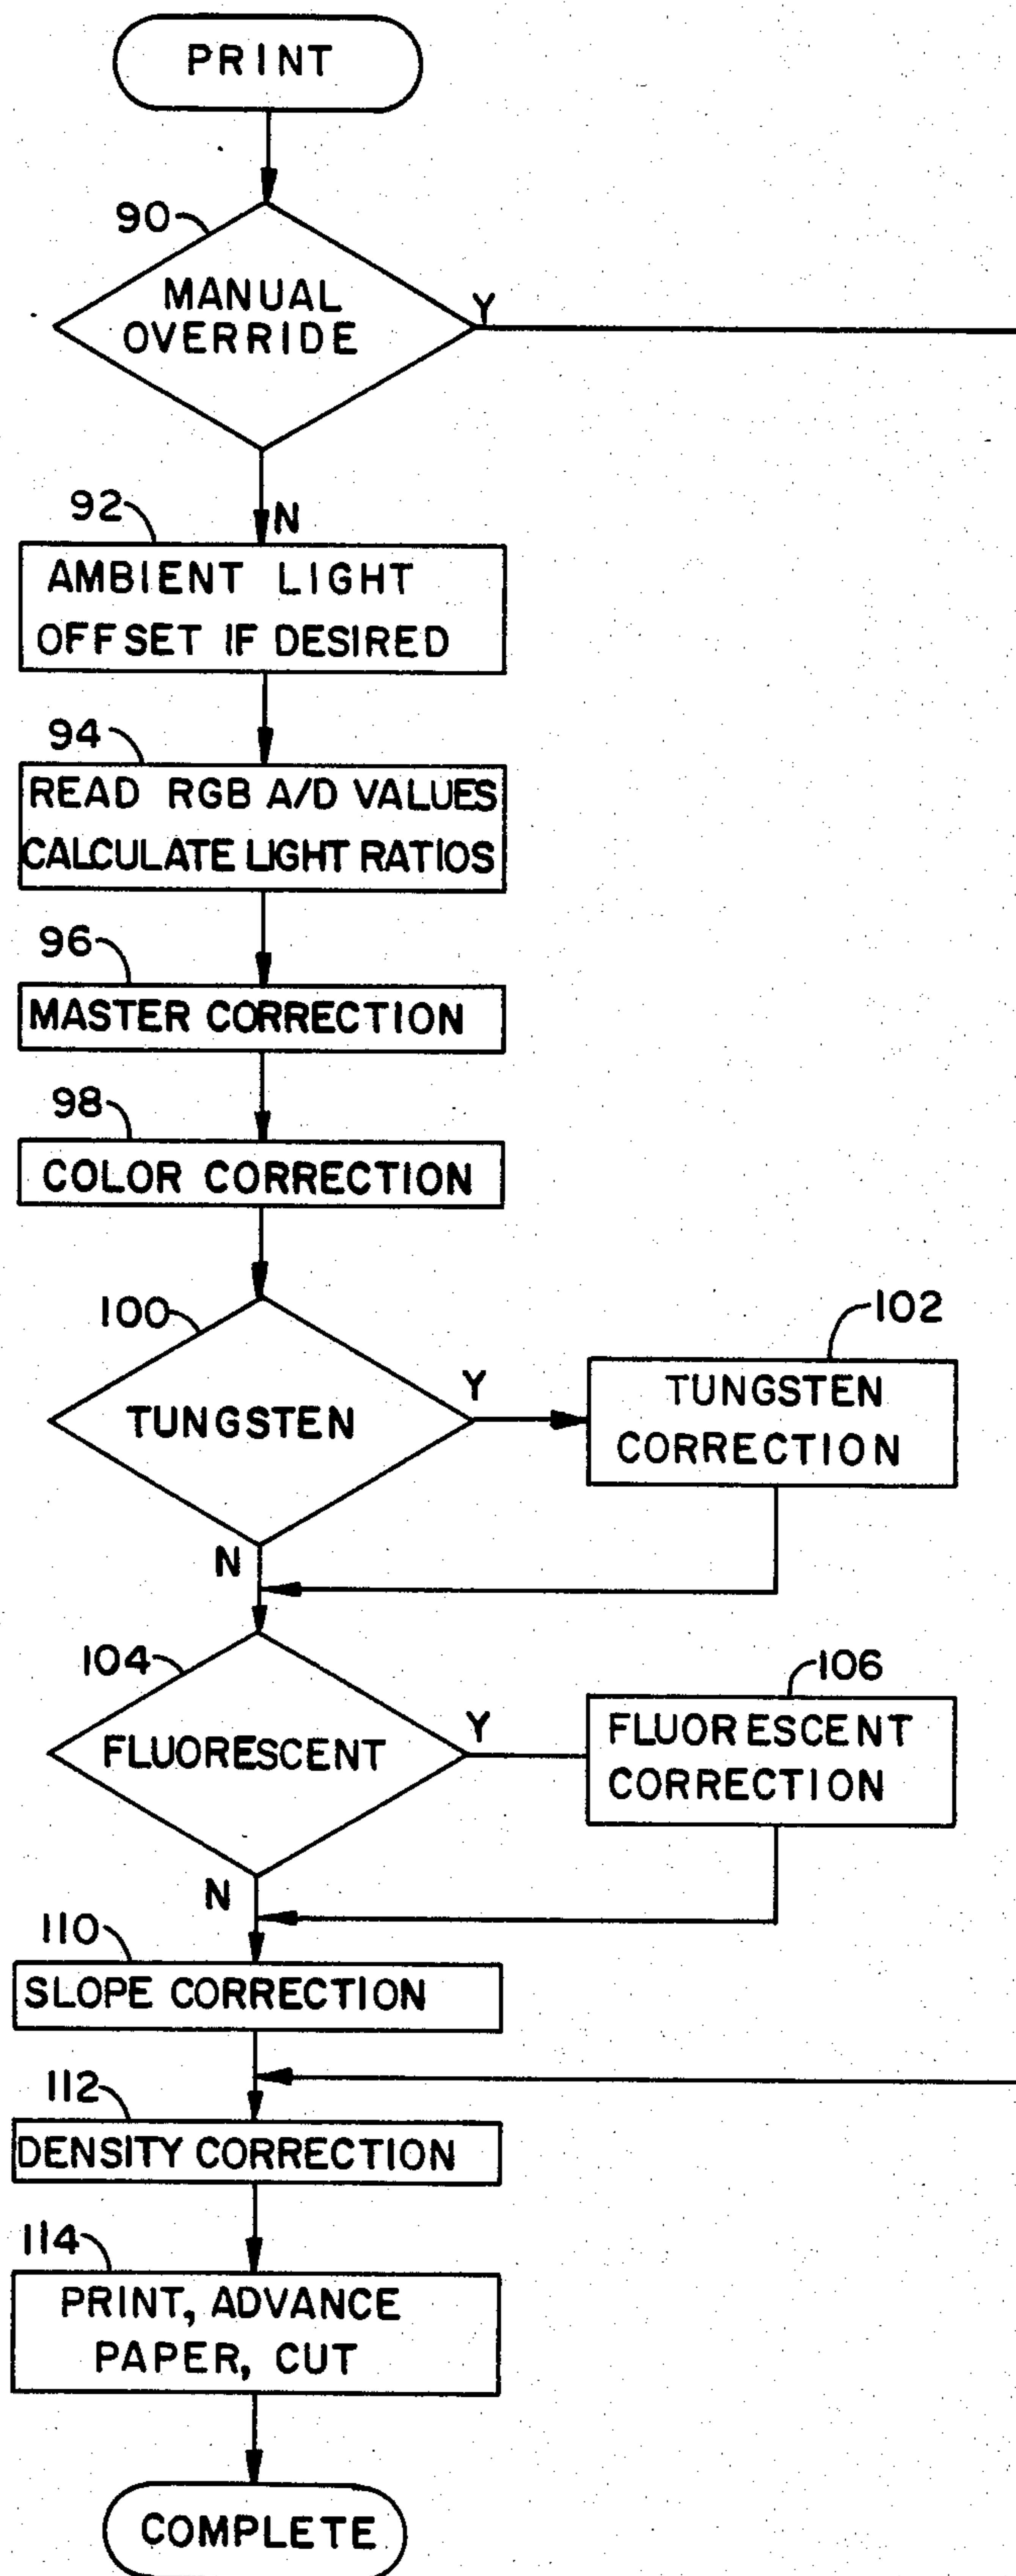 PRINT
90
MANUAL
OVERRIDE
Y
N
92
AMBIENT LIGHT
OFFSET IF DESIRED
94
READ RGB A/D VALUES
CALCULATE LIGHT RATIOS
96
MASTER CORRECTION
98
COLOR CORRECTION
100
TUNGSTEN
Y
102
TUNGSTEN
CORRECTION
N
104
FLUORESCENT
Y
106
FLUORESCENT
CORRECTION
N
110
SLOPE CORRECTION
112
DENSITY CORRECTION
114
PRINT, ADVANCE
PAPER, CUT
COMPLETE